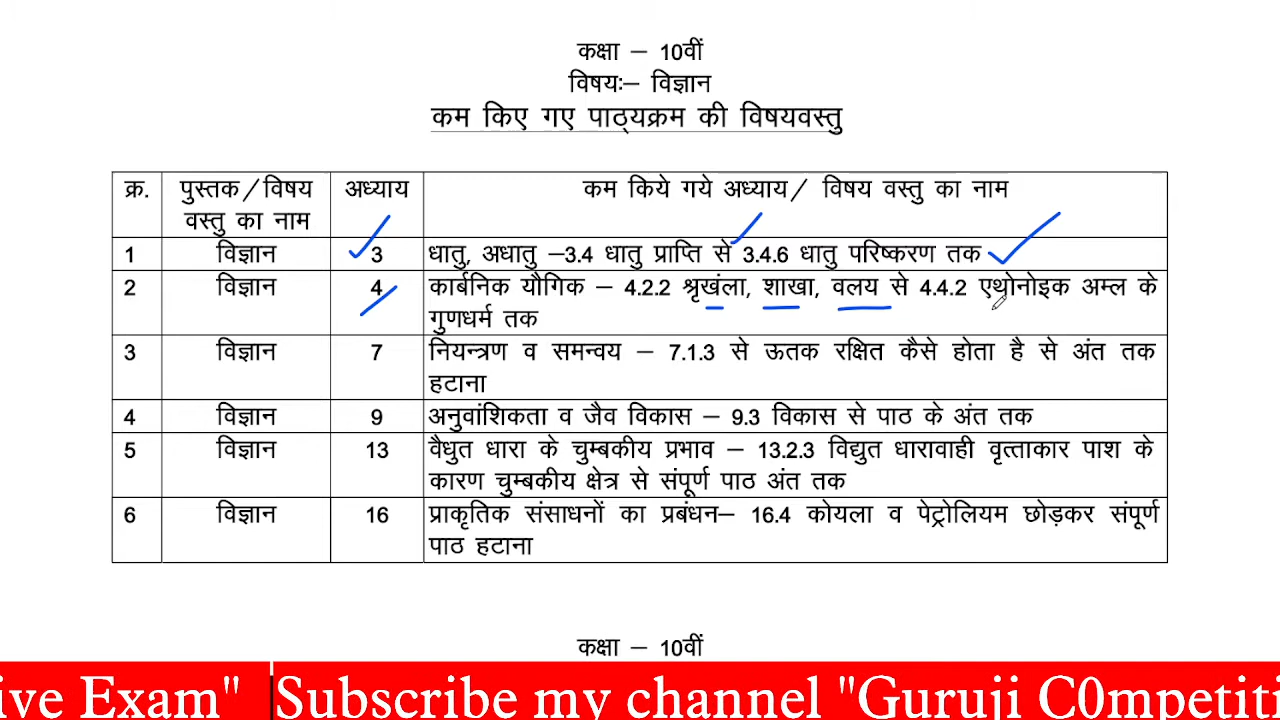 कक्षा – 10वीं
विषयः– विज्ञान
कम किए गए पाठ्यक्रम की विषयवस्तु
क्र. पुस्तक/विषय वस्तु का नाम अध्याय कम किये गये अध्याय/ विषय वस्तु का नाम
1 विज्ञान 3 धातु, अधातु –3.4 धातु प्राप्ति से 3.4.6 धातु परिष्करण तक
2 विज्ञान 4 कार्बनिक यौगिक – 4.2.2 श्रृखंला, शाखा, वलय से 4.4.2 एथोनोइक अम्ल के
गुणधर्म तक
3 विज्ञान 7 नियन्त्रण व समन्वय – 7.1.3 से ऊतक रक्षित कैसे होता है से अंत तक
हटाना
4 विज्ञान 9 अनुवांशिकता व जैव विकास – 9.3 विकास से पाठ के अंत तक
5 विज्ञान 13 वैधुत धारा के चुम्बकीय प्रभाव – 13.2.3 विद्युत धारावाही वृत्ताकार पाश के
कारण चुम्बकीय क्षेत्र से संपूर्ण पाठ अंत तक
6 विज्ञान 16 प्राकृतिक संसाधनों का प्रबंधन– 16.4 कोयला व पेट्रोलियम छोड़कर संपूर्ण
पाठ हटाना
कक्षा – 10वीं
ive Exam" Subscribe my channel "Guruji C0mpetiti